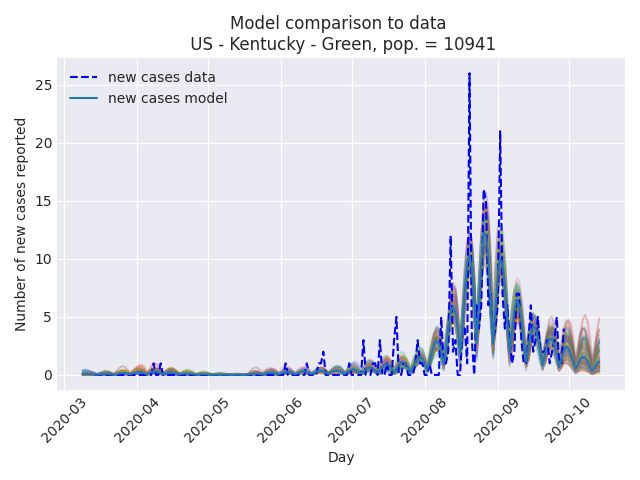 Model comparison to data
US - Kentucky - Green, pop. = 10941
new cases data
new cases model
Number of new cases reported
25
20
15
10
5
0
2020-03
2020-04
2020-05
2020-06
2020-07
2020-08
2020-09
2020-10
Day